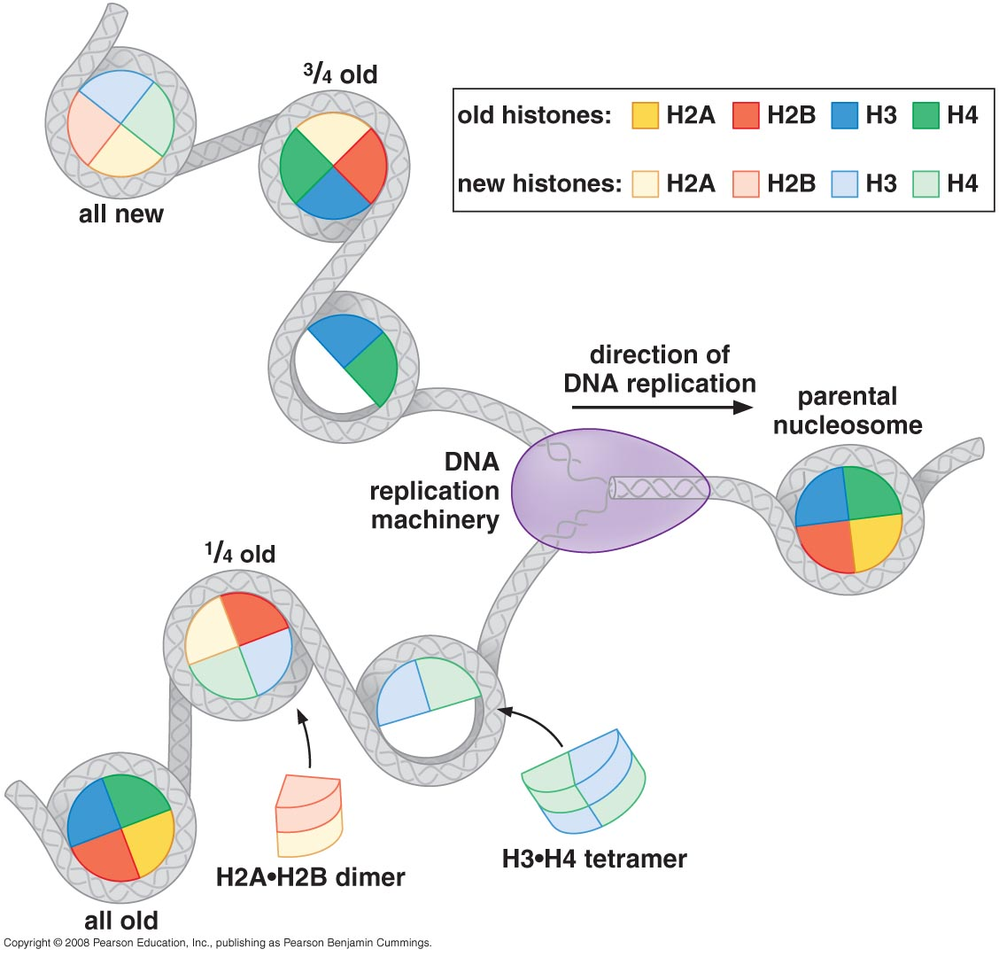 3/4 old
old histones: H2A H2B H3 H4
new histones: H2A H2B H3 H4
all new
direction of
DNA replication
parental
nucleosome
DNA
replication
machinery
1/4 old
H3•H4 tetramer
H2A•H2B dimer
all old
Copyright © 2008 Pearson Education, Inc., publishing as Pearson Benjamin Cummings.